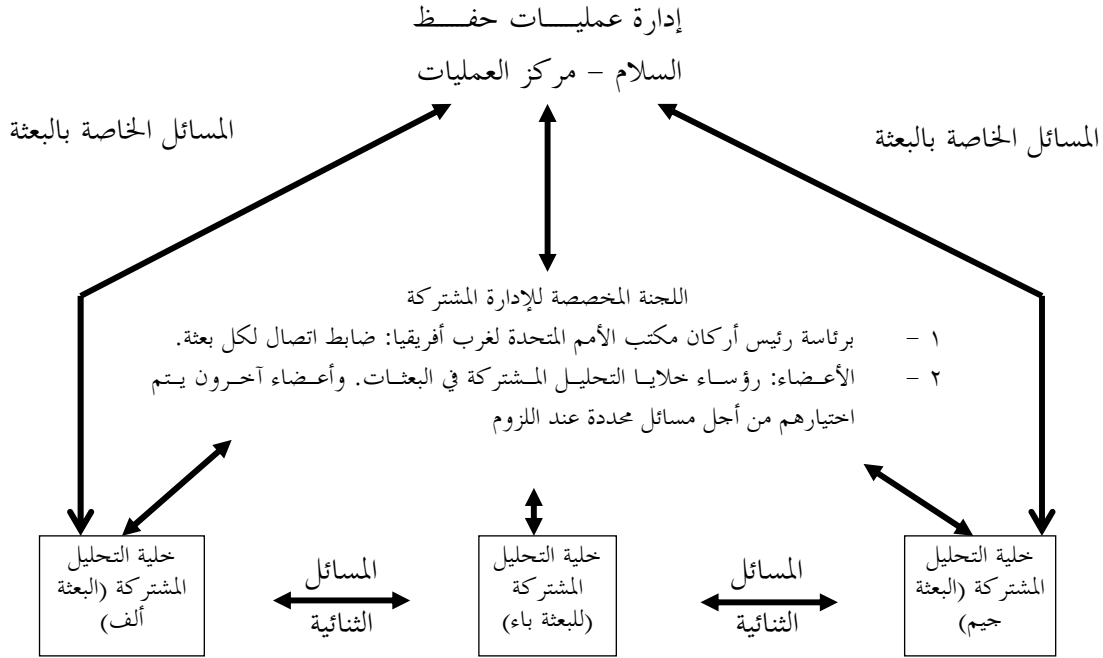 إدارة عمليات حفظ
السلام – مركز العمليات
المسائل الخاصة بالبعثة
المسائل الخاصة بالبعثة
اللجنة المخصصة للإدارة المشتركة
١ – برئاسة رئيس أركان مكتب الأمم المتحدة لغرب أفريقيا: ضابط اتصال لكل بعثة.
٢ – الأعضاء: رؤساء خلايا التحليل المشتركة في البعثات. وأعضاء آخرون يتم
اختيارهم من أجل مسائل محددة عند اللزوم
خلية التحليل
المشتركة (البعثة
جيم)
المسائل
الثنائية
خلية التحليل
المشتركة
(للبعثة باء)
المسائل
الثنائية
خلية التحليل
المشتركة (البعثة
ألف)